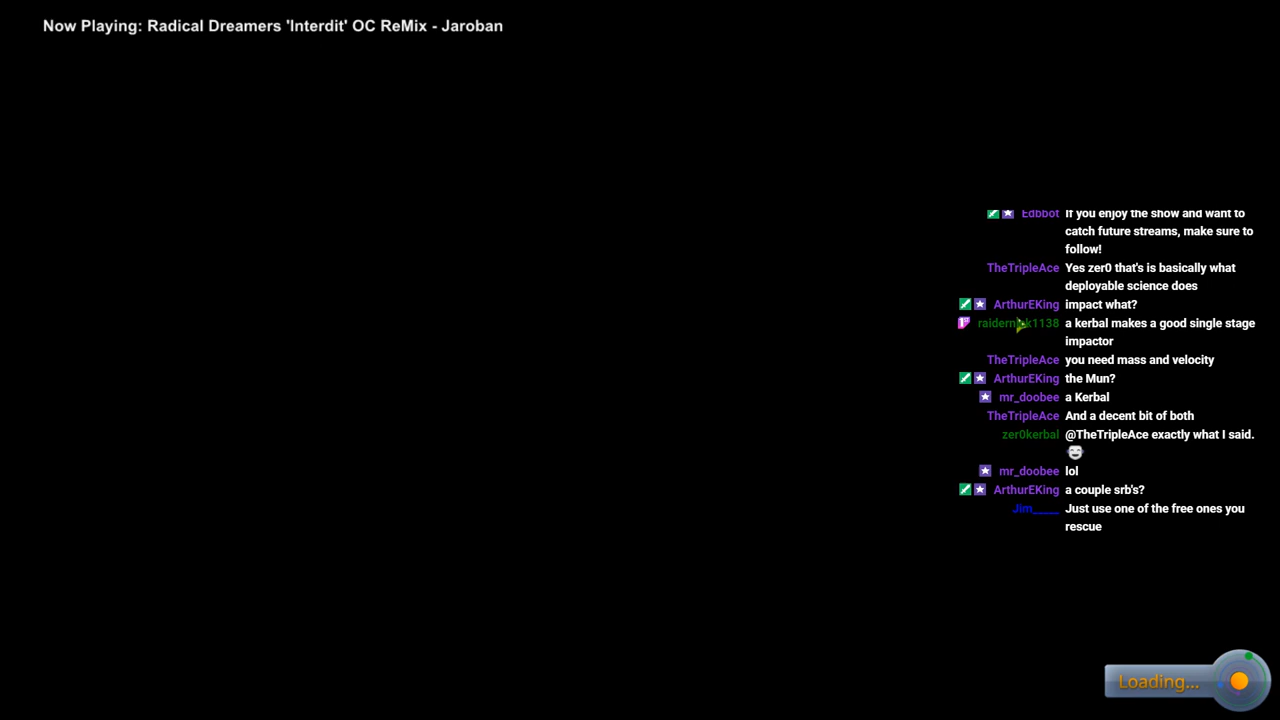 Now Playing: Radical Dreamers 'Interdit' OC ReMix - Jaroban
Edbbot If you enjoy the show and want to
catch future streams, make sure to
follow!
TheTripleAce Yes zer0 that's is basically what
deployable science does
ArthurEKing impact what?
raidernick1138 a kerbal makes a good single stage
impactor
TheTripleAce you need mass and velocity
ArthurEKing the Mun?
mr_doobee a Kerbal
TheTripleAce And a decent bit of both
zer0kerbal @TheTripleAce exactly what I said.
mr_doobee lol
ArthurEKing a couple srb's?
Jim_____ Just use one of the free ones you
rescue
Loading...